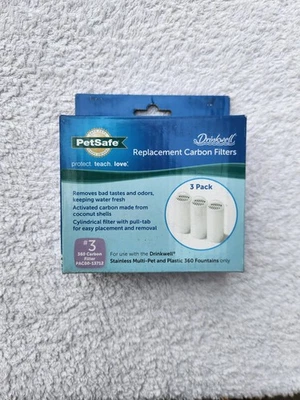 PetSafe
protect. teach. love.
Drinkwell
Replacement Carbon Filters
3 Pack
Removes bad tastes and odors,
keeping water fresh
Activated carbon made from
coconut shells
Cylindrical filter with pull-tab
for easy placement and removal
#3
360 Carbon
Filter
PAC00-13712
For use with the Drinkwell®
Stainless Multi-Pet and Plastic 360 Fountains only